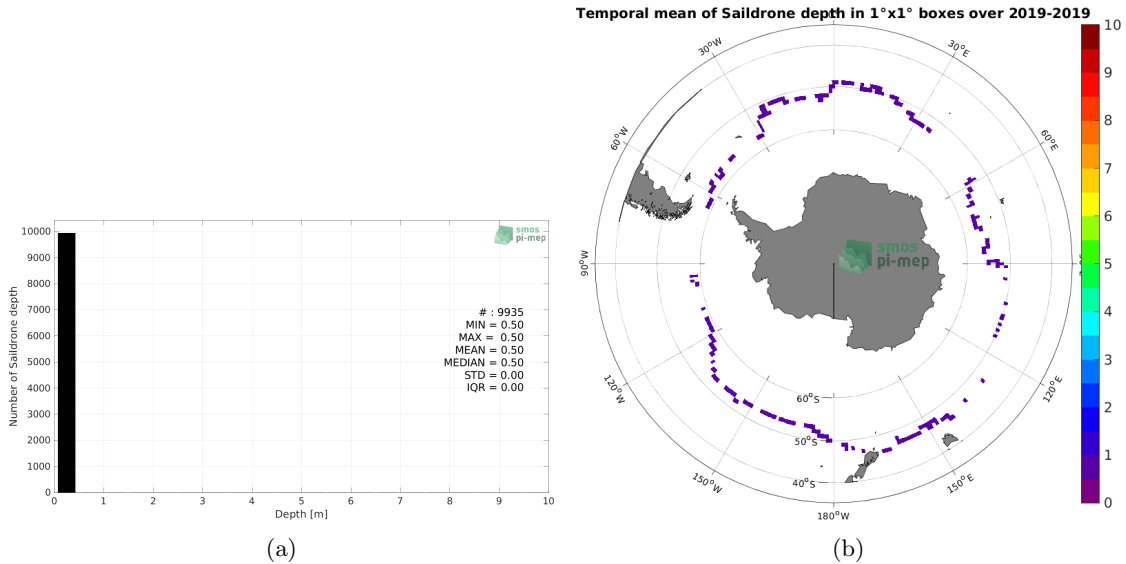 Temporal mean of Saildrone depth in 1°x1° boxes over 2019-2019
Number of Saildrone depth
10000
9000
8000
7000
6000
5000
4000
3000
2000
1000
0
0 1 2 3 4 5 6 7 8 9 10
Depth [m]
smos
pi-mep
# : 9935
MIN = 0.50
MAX = 0.50
MEAN = 0.50
MEDIAN = 0.50
STD = 0.00
IQR = 0.00
(a)
30°W
30°E
60°W
60°E
90°W
120°W
120°E
150°W
150°E
180°W
60°S
50°S
40°S
smos
pi-mep
10
9
8
7
6
5
4
3
2
1
0
(b)